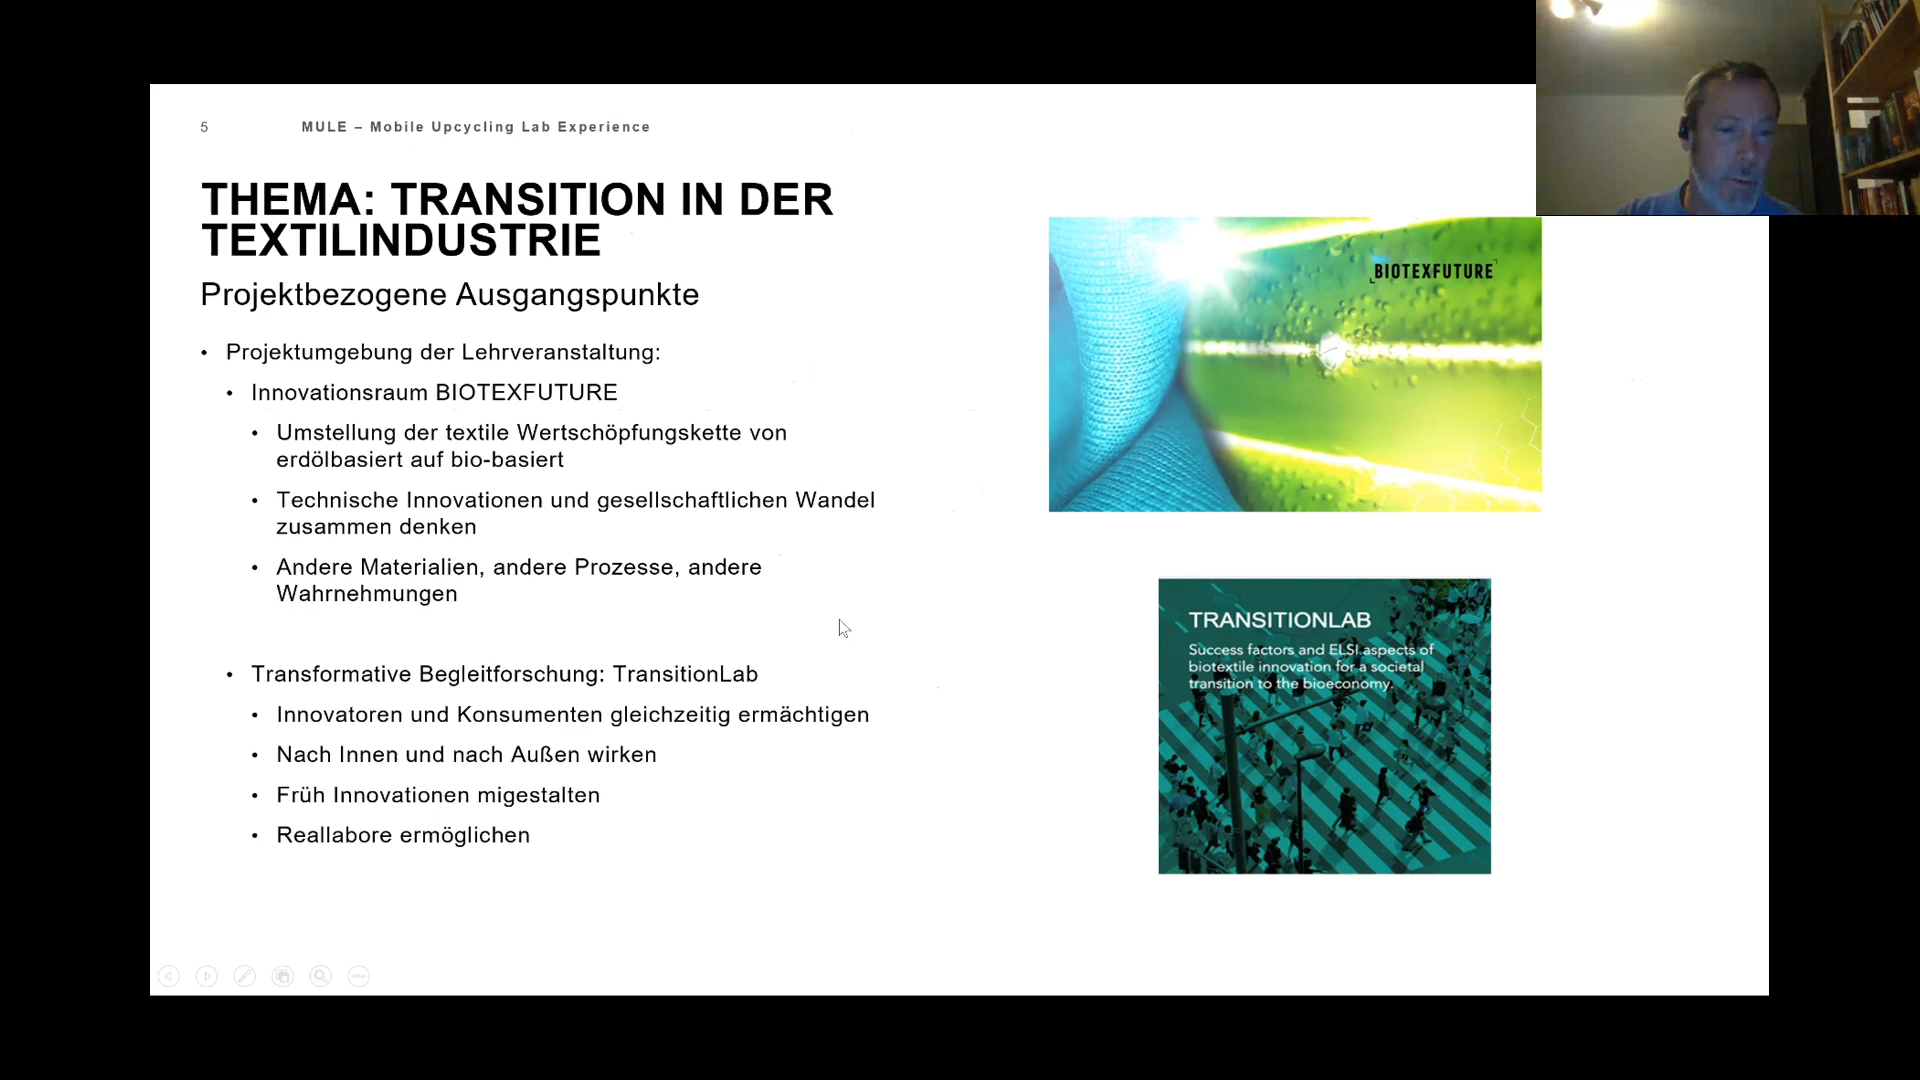 5 MULE – Mobile Upcycling Lab Experience
THEMA: TRANSITION IN DER
TEXTILINDUSTRIE
Projektbezogene Ausgangspunkte
• Projektumgebung der Lehrveranstaltung:
• Innovationsraum BIOTEXFUTURE
• Umstellung der textile Wertschöpfungskette von
erdölbasiert auf bio-basiert
• Technische Innovationen und gesellschaftlichen Wandel
zusammen denken
• Andere Materialien, andere Prozesse, andere
Wahrnehmungen
• Transformative Begleitforschung: TransitionLab
• Innovatoren und Konsumenten gleichzeitig ermächtigen
• Nach Innen und nach Außen wirken
• Früh Innovationen migestalten
• Reallabore ermöglichen
BIOTEXFUTURE
TRANSITIONLAB
Success factors and ELSI aspects of
biotextile innovation for a societal
transition to the bioeconomy.